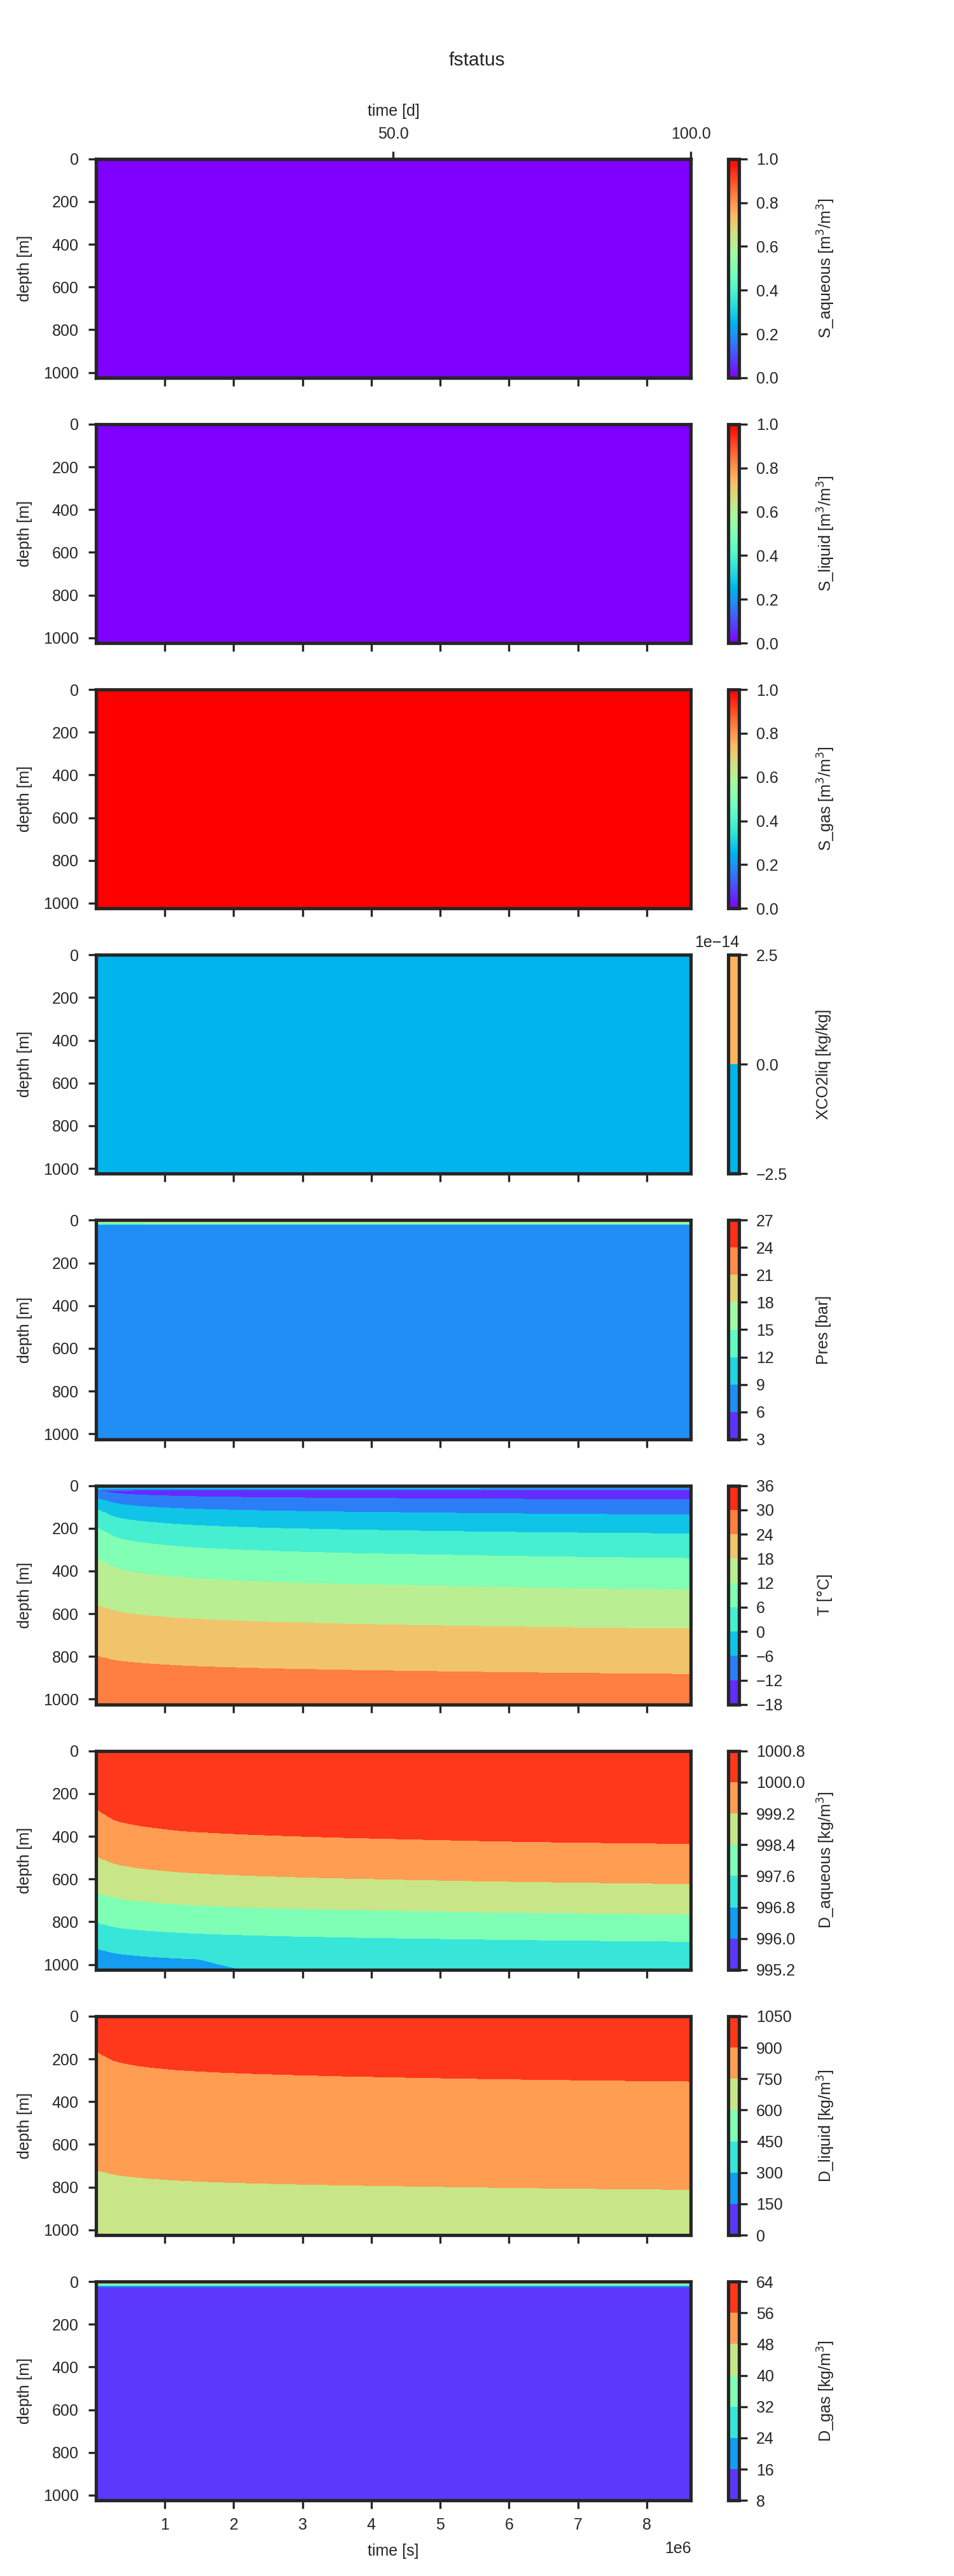 fstatus
time [d]
50.0 100.0
0 1.0
200 0.8
400 0.6
600 0.4
800 0.2
1000 0.0
depth [m]
S_aqueous [m³/m³]
0 1.0
200 0.8
400 0.6
600 0.4
800 0.2
1000 0.0
depth [m]
S_liquid [m³/m³]
0 1.0
200 0.8
400 0.6
600 0.4
800 0.2
1000 0.0
depth [m]
S_gas [m³/m³]
1e−14
0 2.5
200
400 0.0
600
800
1000 −2.5
depth [m]
XCO2liq [kg/kg]
0 27
24
200 21
400 18
15
600 12
800 9
6
1000 3
depth [m]
Pres [bar]
0 36
30
200 24
18
400 12
600 6
0
800 −6
−12
1000 −18
depth [m]
T [°C]
0 1000.8
1000.0
200 999.2
400 998.4
600 997.6
800 996.8
996.0
1000 995.2
depth [m]
D_aqueous [kg/m³]
0 1050
900
200 750
400 600
600 450
800 300
150
1000 0
depth [m]
D_liquid [kg/m³]
0 64
56
200 48
400 40
600 32
800 24
16
1000 8
depth [m]
D_gas [kg/m³]
1 2 3 4 5 6 7 8
time [s] 1e6